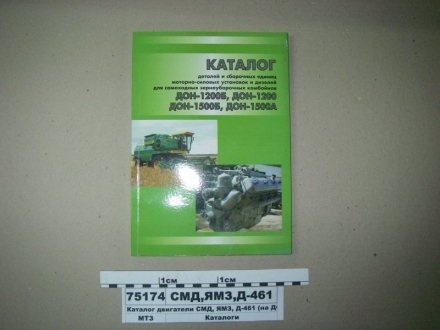 КАТАЛОГ
деталей и сборочных единиц
моторно-силовых установок и дизелей
для самоходных зерноуборочных комбайнов
ДОН-1200Б, ДОН-1200
ДОН-1500Б, ДОН-1500А
1см 1см
75174 СМД,ЯМЗ,Д-461
Каталог двигатели СМД, ЯМЗ, Д-461 (на Д
МТЗ Каталоги